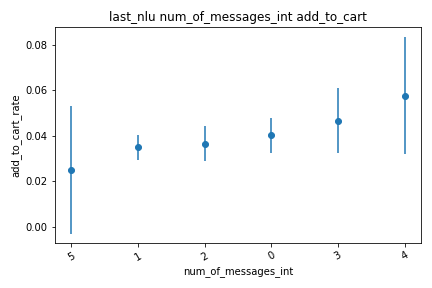 last_nlu num_of_messages_int add_to_cart
add_to_cart_rate
0.08
0.06
0.04
0.02
0.00
5 1 2 0 3 4
num_of_messages_int